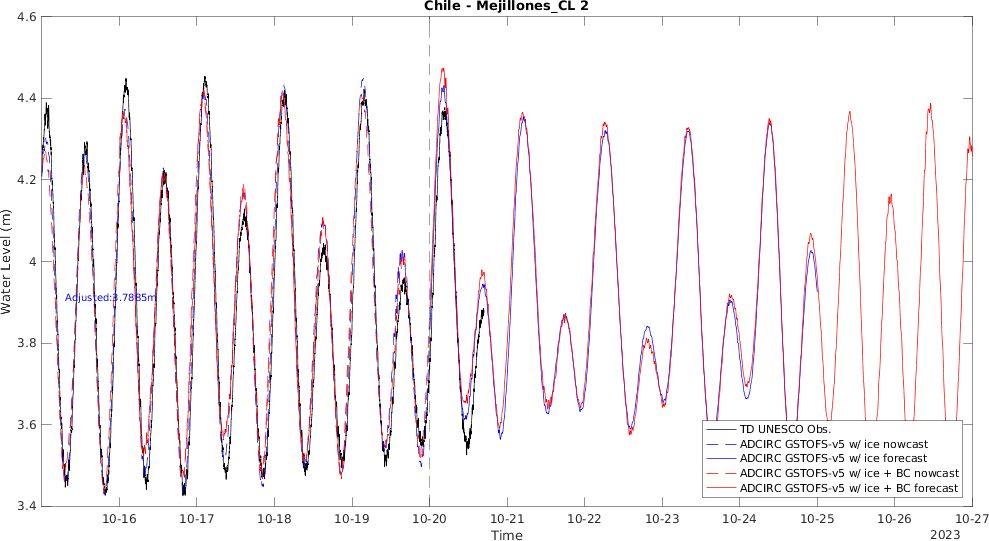 Chile - Mejillones_CL 2
4.6
4.4
4.2
4
3.8
3.6
3.4
Water Level (m)
Adjusted:3.7885m
TD UNESCO Obs.
ADCIRC GSTOFS-v5 w/ ice nowcast
ADCIRC GSTOFS-v5 w/ ice forecast
ADCIRC GSTOFS-v5 w/ ice + BC nowcast
ADCIRC GSTOFS-v5 w/ ice + BC forecast
10-16 10-17 10-18 10-19 10-20 10-21 10-22 10-23 10-24 10-25 10-26 10-27
Time
2023